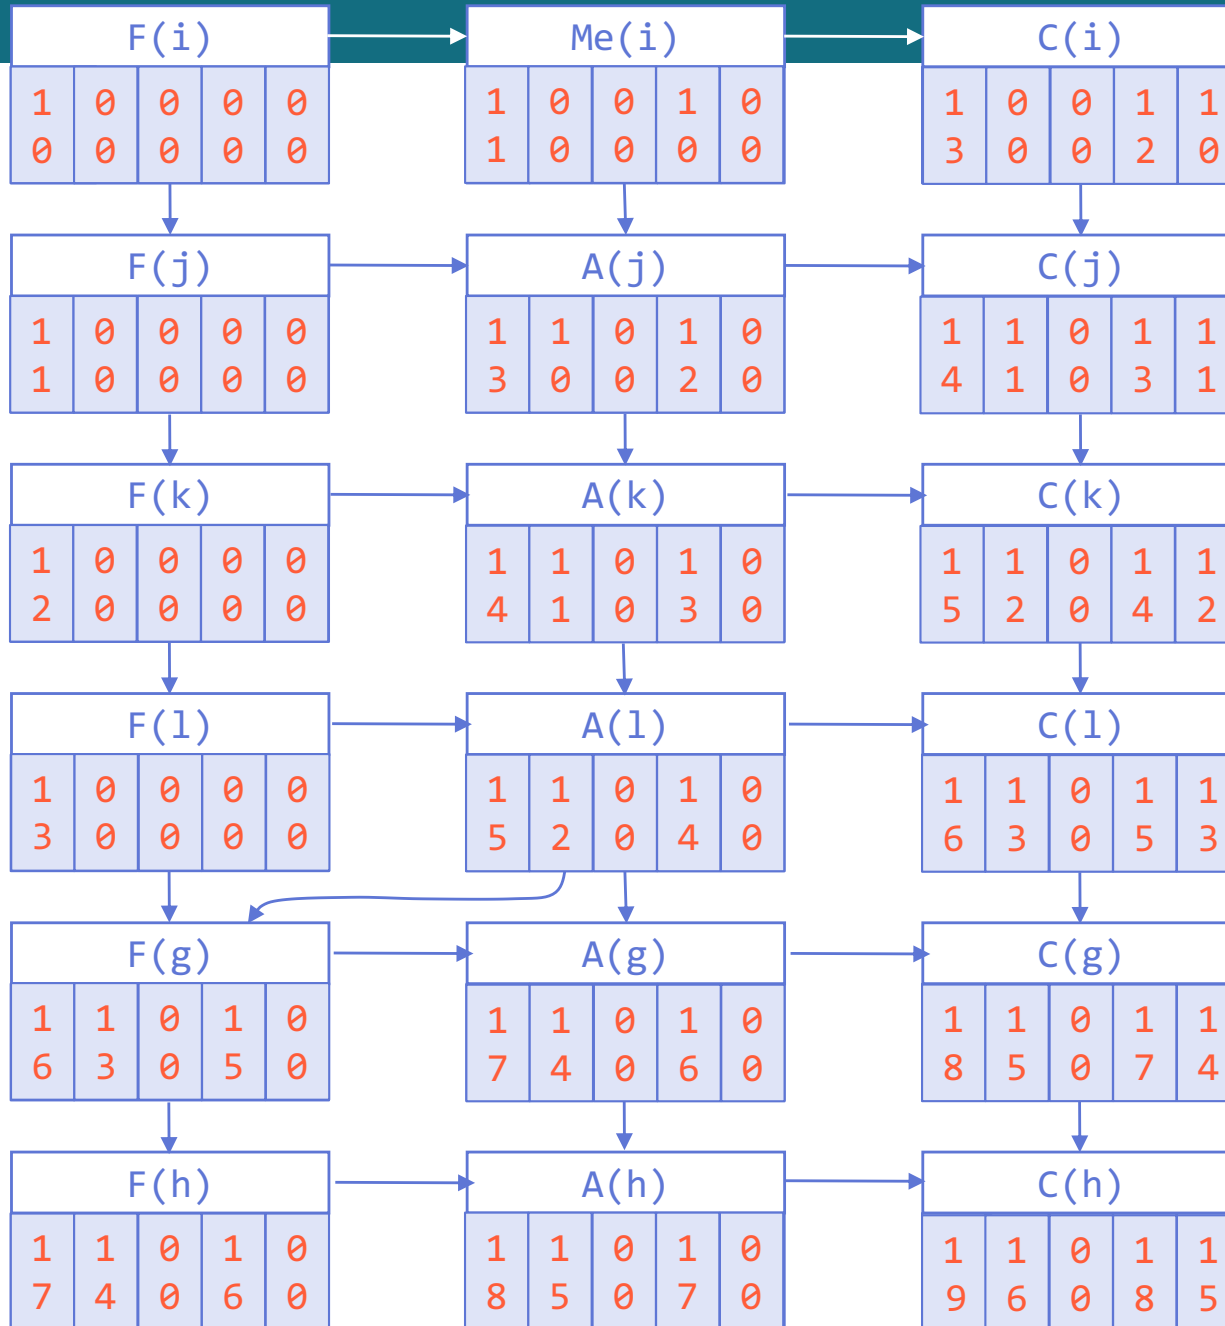 F(i) Me(i) C(i)
1 0 0 0 0 1 0 0 1 0 1 0 0 1 1
0 0 0 0 0 1 0 0 0 0 3 0 0 2 0
F(j) A(j) C(j)
1 0 0 0 0 1 1 0 1 0 1 1 0 1 1
1 0 0 0 0 3 0 0 2 0 4 1 0 3 1
F(k) A(k) C(k)
1 0 0 0 0 1 1 0 1 0 1 1 0 1 1
2 0 0 0 0 4 1 0 3 0 5 2 0 4 2
F(l) A(l) C(l)
1 0 0 0 0 1 1 0 1 0 1 1 0 1 1
3 0 0 0 0 5 2 0 4 0 6 3 0 5 3
F(g) A(g) C(g)
1 1 0 1 0 1 1 0 1 0 1 1 0 1 1
6 3 0 5 0 7 4 0 6 0 8 5 0 7 4
F(h) A(h) C(h)
1 1 0 1 0 1 1 0 1 0 1 1 0 1 1
7 4 0 6 0 8 5 0 7 0 9 6 0 8 5